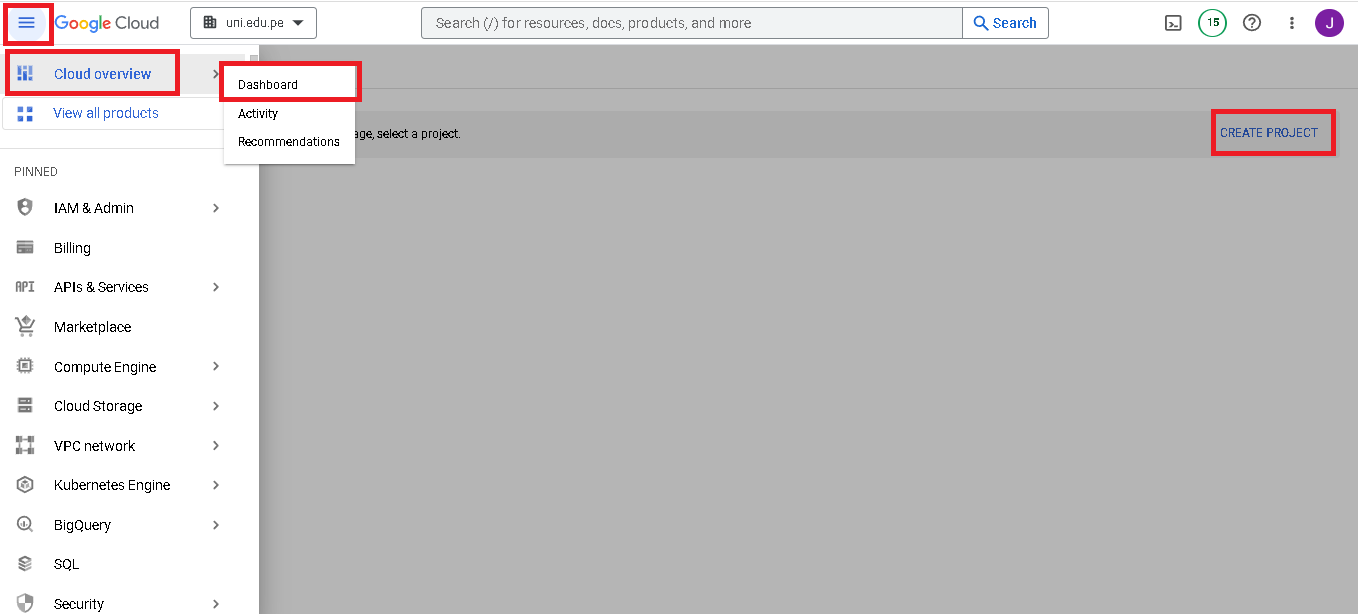 Google Cloud
uni.edu.pe
Search (/) for resources, docs, products, and more
Search
15
J
Cloud overview
Dashboard
View all products
Activity
Recommendations
age, select a project.
CREATE PROJECT
PINNED
IAM & Admin
Billing
API
APIs & Services
Marketplace
Compute Engine
Cloud Storage
VPC network
Kubernetes Engine
BigQuery
SQL
Security